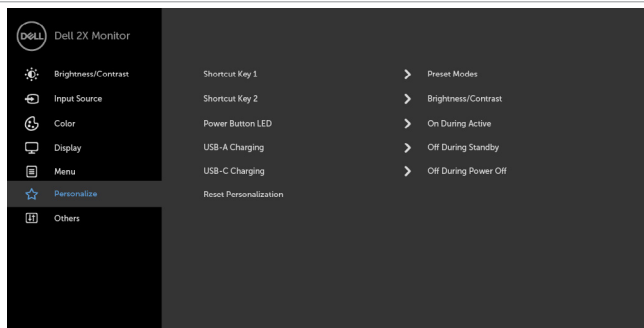 DELL
Dell 2X Monitor
Brightness/Contrast
Input Source
Color
Display
Menu
Personalize
Others
Shortcut Key 1 > Preset Modes
Shortcut Key 2 > Brightness/Contrast
Power Button LED > On During Active
USB-A Charging > Off During Standby
USB-C Charging > Off During Power Off
Reset Personalization